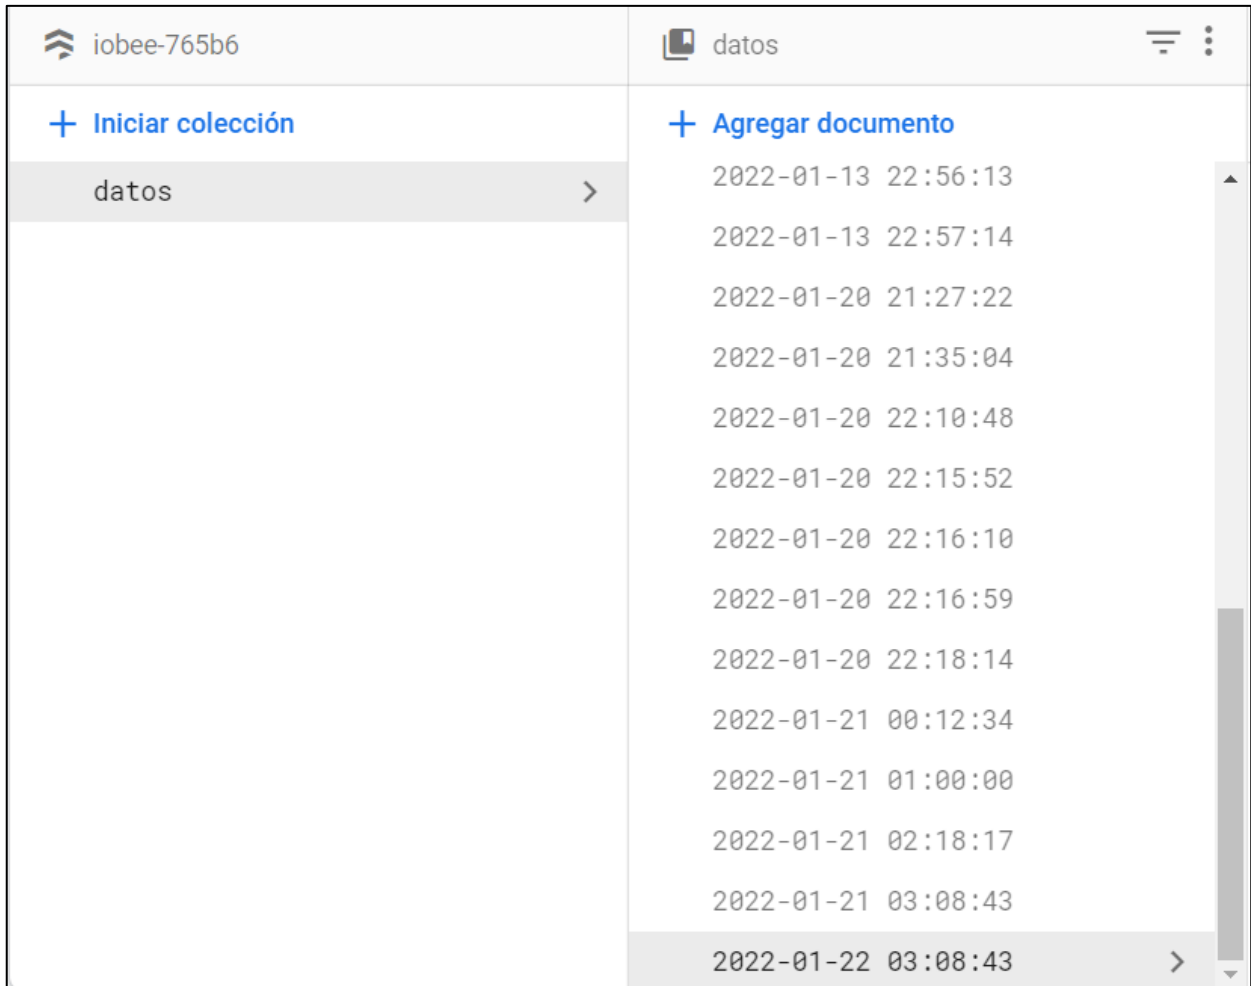 iobee-765b6
Iniciar colección
datos
datos
Agregar documento
2022-01-13 22:56:13
2022-01-13 22:57:14
2022-01-20 21:27:22
2022-01-20 21:35:04
2022-01-20 22:10:48
2022-01-20 22:15:52
2022-01-20 22:16:10
2022-01-20 22:16:59
2022-01-20 22:18:14
2022-01-21 00:12:34
2022-01-21 01:00:00
2022-01-21 02:18:17
2022-01-21 03:08:43
2022-01-22 03:08:43